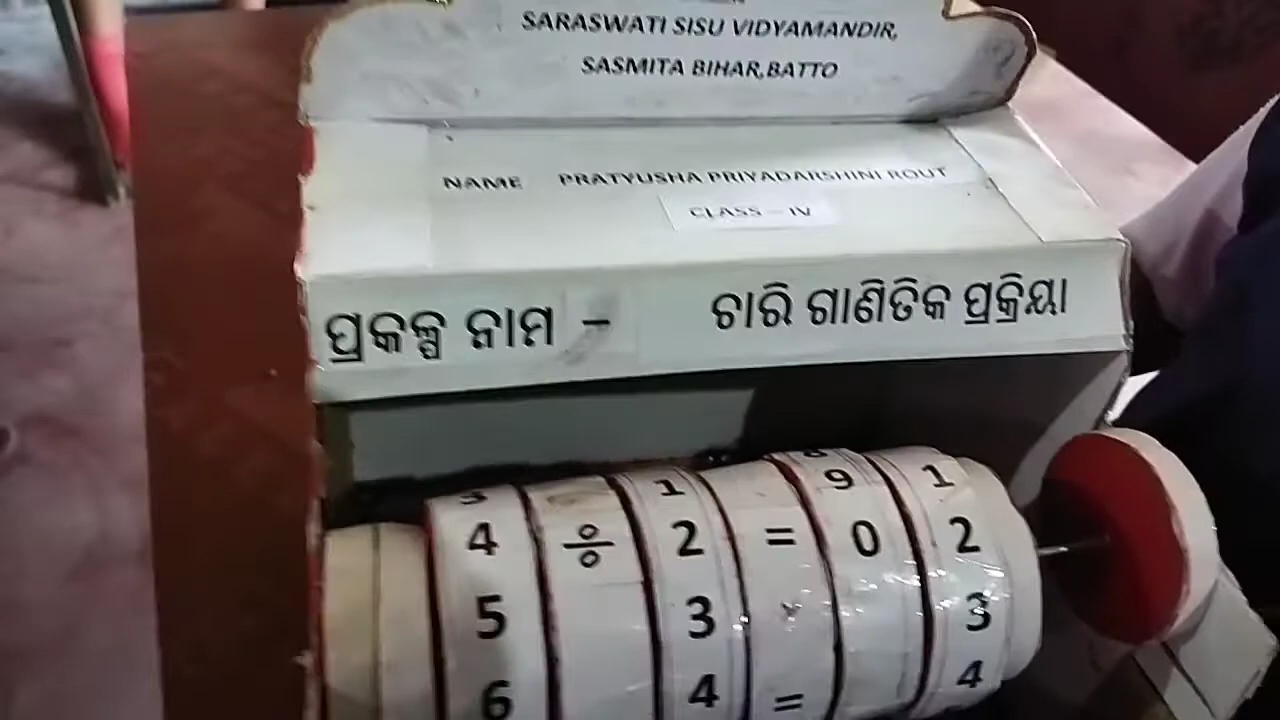 SARASWATI SISU VIDYAMANDIR,
SASMITA BIHAR,BATTO
NAME PRATYUSHA PRIYADARSHINI ROUT
CLASS – IV
ପ୍ରକଳ୍ପ ନାମ – ଚାରି ଗାଣିତିକ ପ୍ରକ୍ରିୟା
3 1 9 1
4 ÷ 2 = 0 2
5 3 3
6 4 = 4